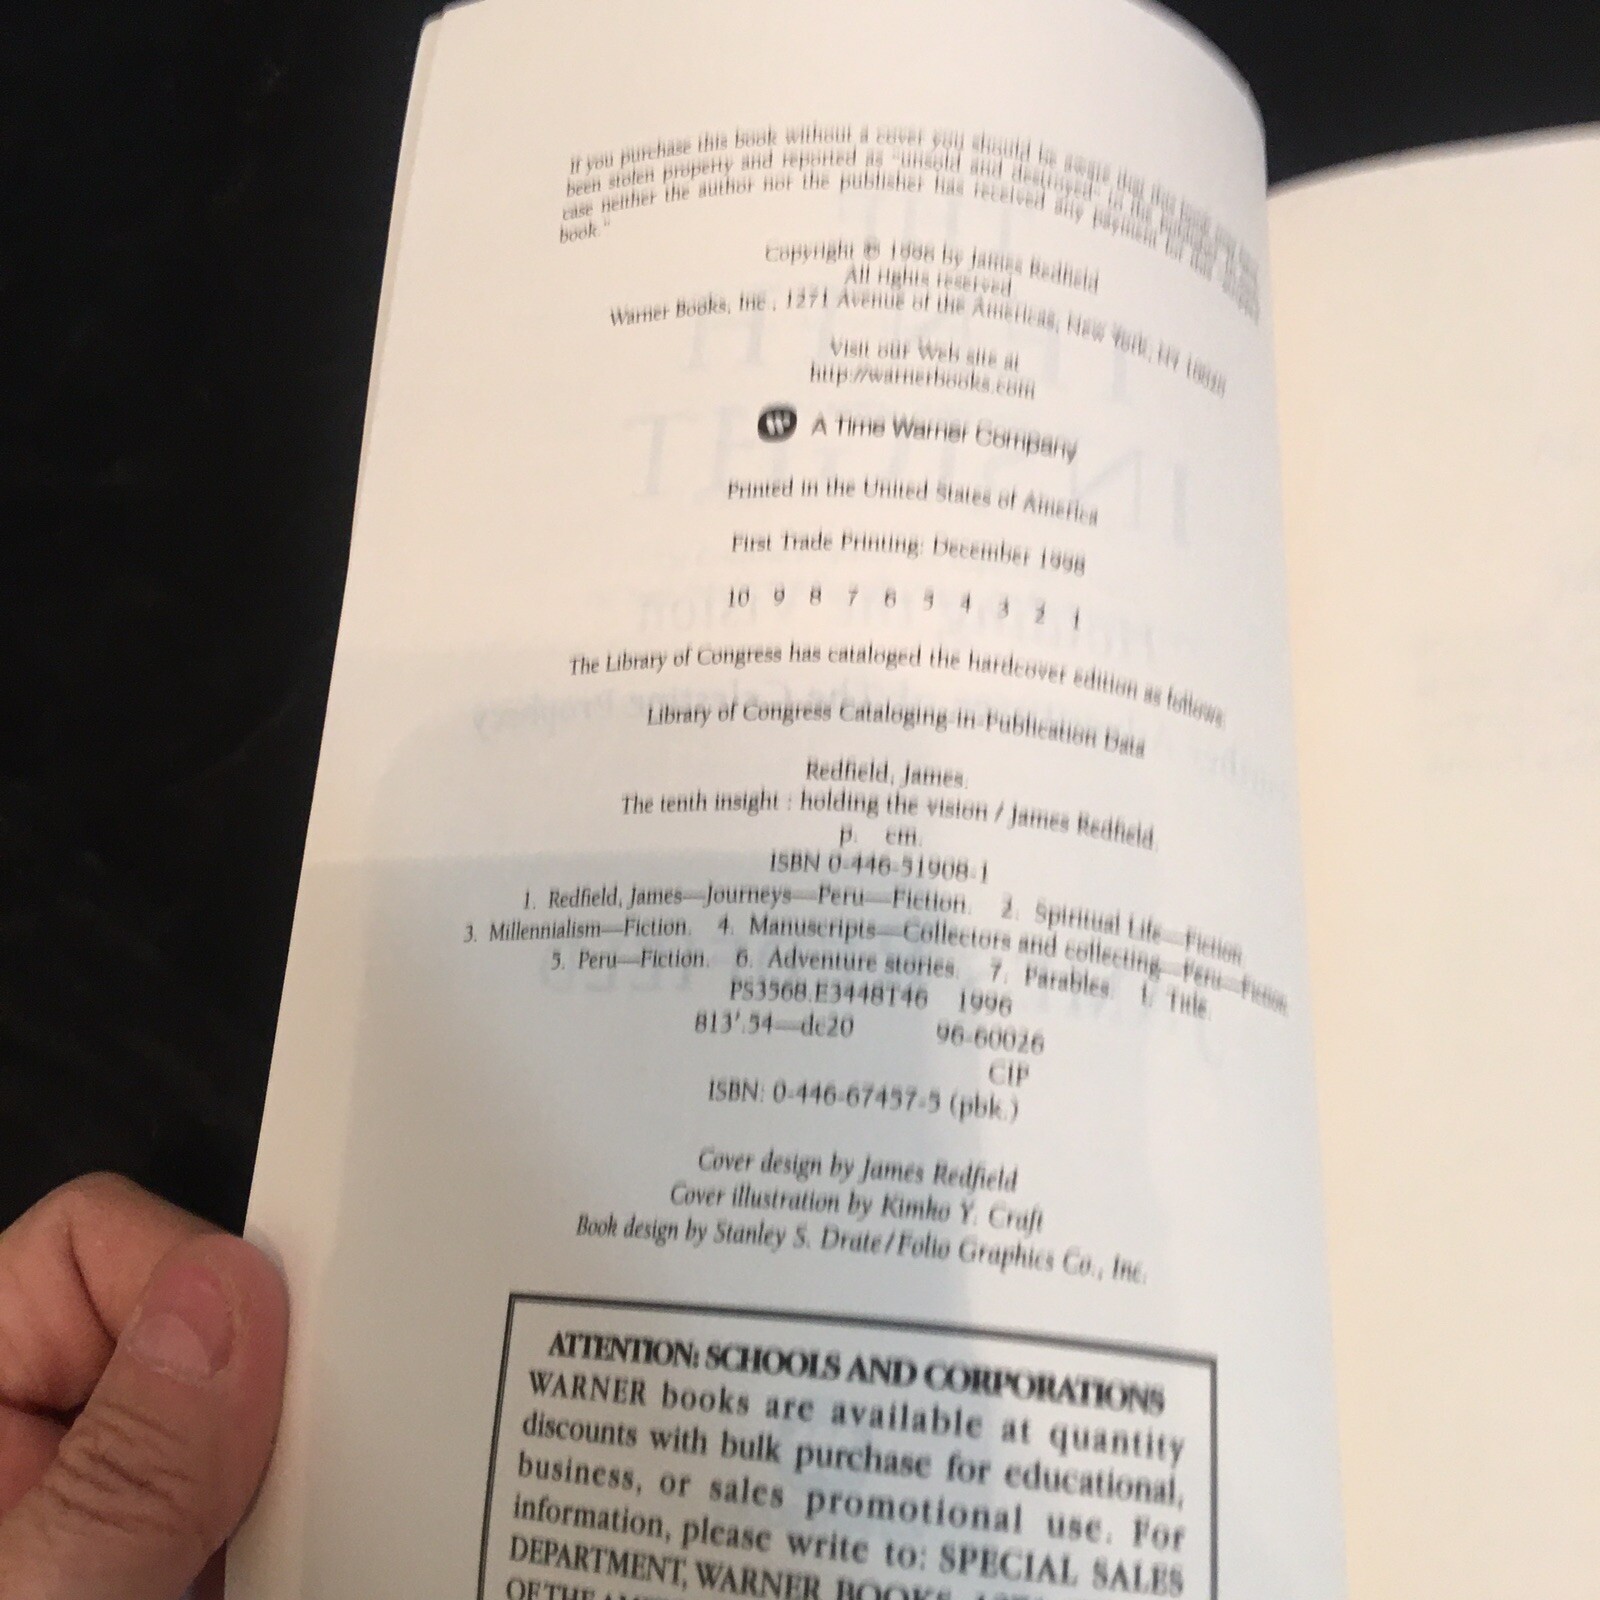 If you purchase this book without a cover you should be aware that this book
been stolen property and reported as "unsold and destroyed" to the publisher
case neither the author nor the publisher has received any payment for this
book."
Copyright © by James Redfield
All rights reserved
Warner Books, Inc., 1271 Avenue of the Americas, New York, NY 10020
Visit our Web site at
http://warnerbooks.com
W A Time Warner Company
Printed in the United States of America
First Trade Printing: December 1998
10 9 8 7 6 5 4 3 2 1
The Library of Congress has cataloged the hardcover edition as follows:
Library of Congress Cataloging-in-Publication Data
Redfield, James.
The tenth insight : holding the vision / James Redfield.
p. cm.
ISBN 0-446-51908-1
1. Redfield, James—Journeys—Peru—Fiction. 2. Spiritual Life—Fiction.
3. Millennialism—Fiction. 4. Manuscripts—Collectors and collecting—Peru—Fiction.
5. Peru—Fiction. 6. Adventure stories. 7. Parables. I. Title.
PS3568.E3448T46 1996
813'.54—dc20 96-60026
CIP
ISBN: 0-446-67457-5 (pbk.)
Cover design by James Redfield
Cover illustration by Kimko Y. Craft
Book design by Stanley S. Drate/Folio Graphics Co., Inc.
ATTENTION: SCHOOLS AND CORPORATIONS
WARNER books are available at quantity
discounts with bulk purchase for educational,
business, or sales promotional use. For
information, please write to: SPECIAL SALES
DEPARTMENT, WARNER BOOKS,
OF THE